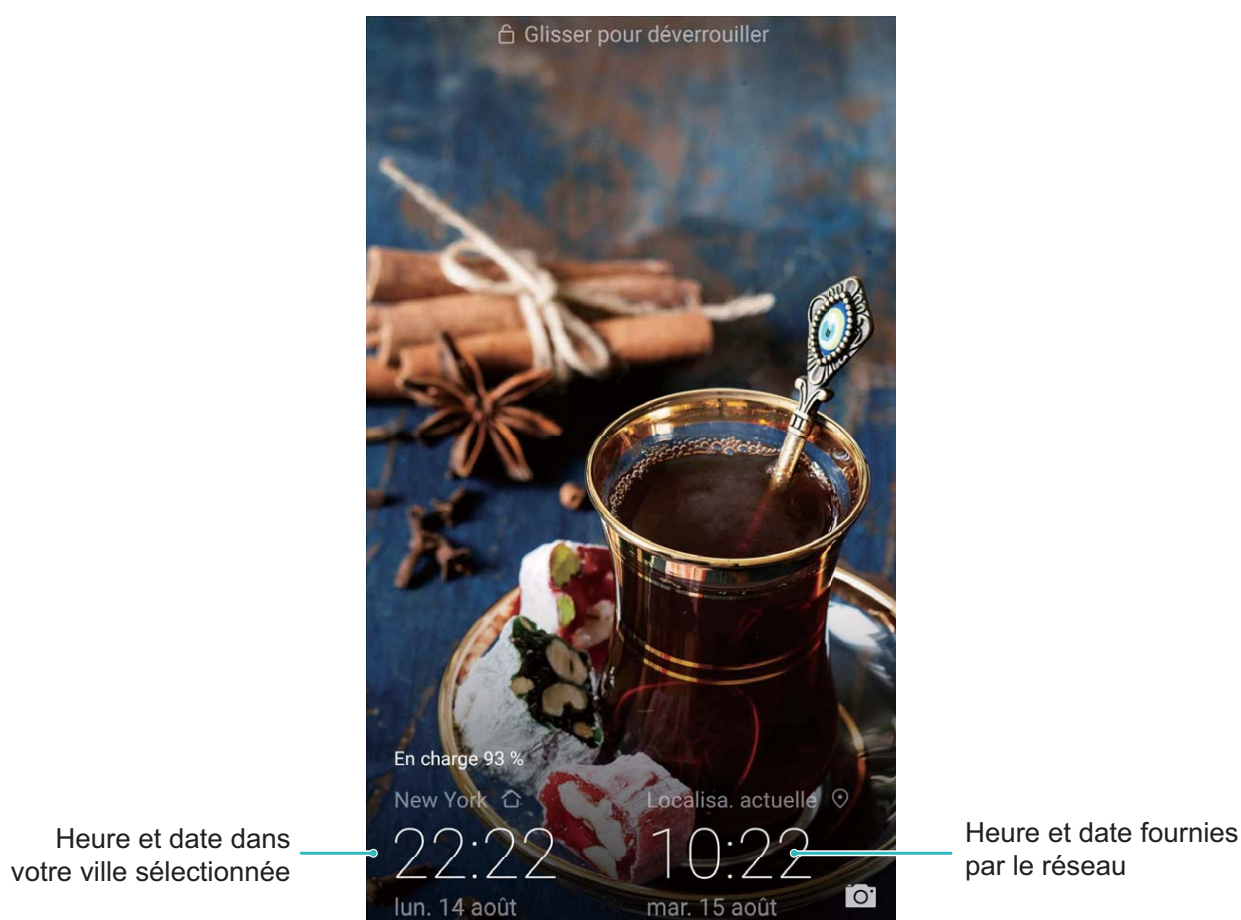 Glisser pour déverrouiller
En charge 93 %
New York
Localisa. actuelle
22:22
10:22
lun. 14 août
mar. 15 août
Heure et date dans
votre ville sélectionnée
Heure et date fournies
par le réseau